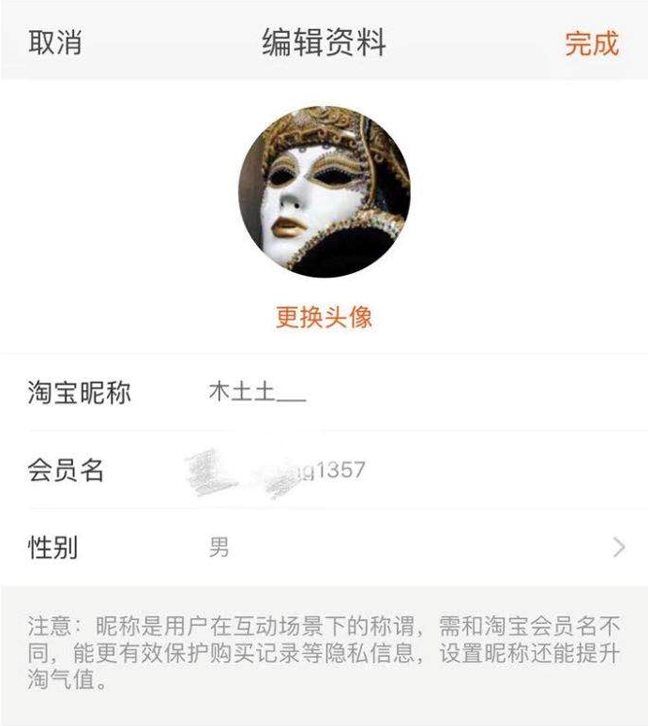 取消 编辑资料 完成
更换头像
淘宝昵称 木土土__
会员名 g1357
性别 男
注意：昵称是用户在互动场景下的称谓，需和淘宝会员名不
同，能更有效保护购买记录等隐私信息，设置昵称还能提升
淘气值。